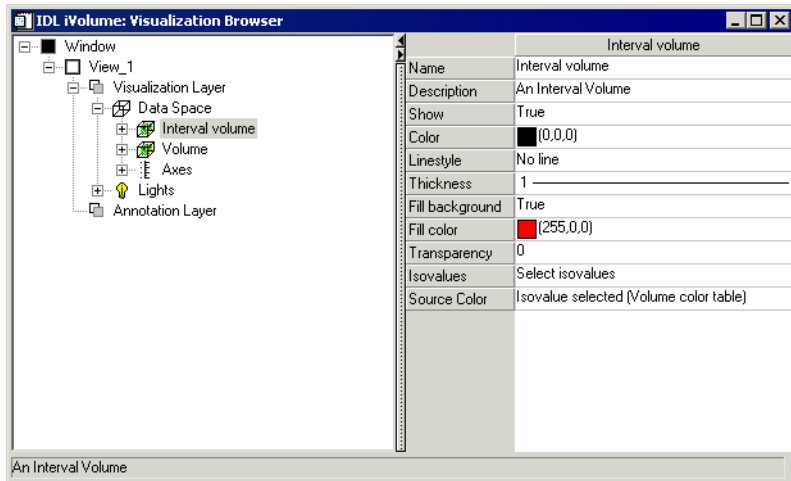 IDL iVolume: Visualization Browser
Window
View_1
Visualization Layer
Data Space
Interval volume
Volume
Axes
Lights
Annotation Layer
Interval volume
Name Interval volume
Description An Interval Volume
Show True
Color (0,0,0)
Linestyle No line
Thickness 1
Fill background True
Fill color (255,0,0)
Transparency 0
Isovalues Select isovalues
Source Color Isovalue selected (Volume color table)
An Interval Volume